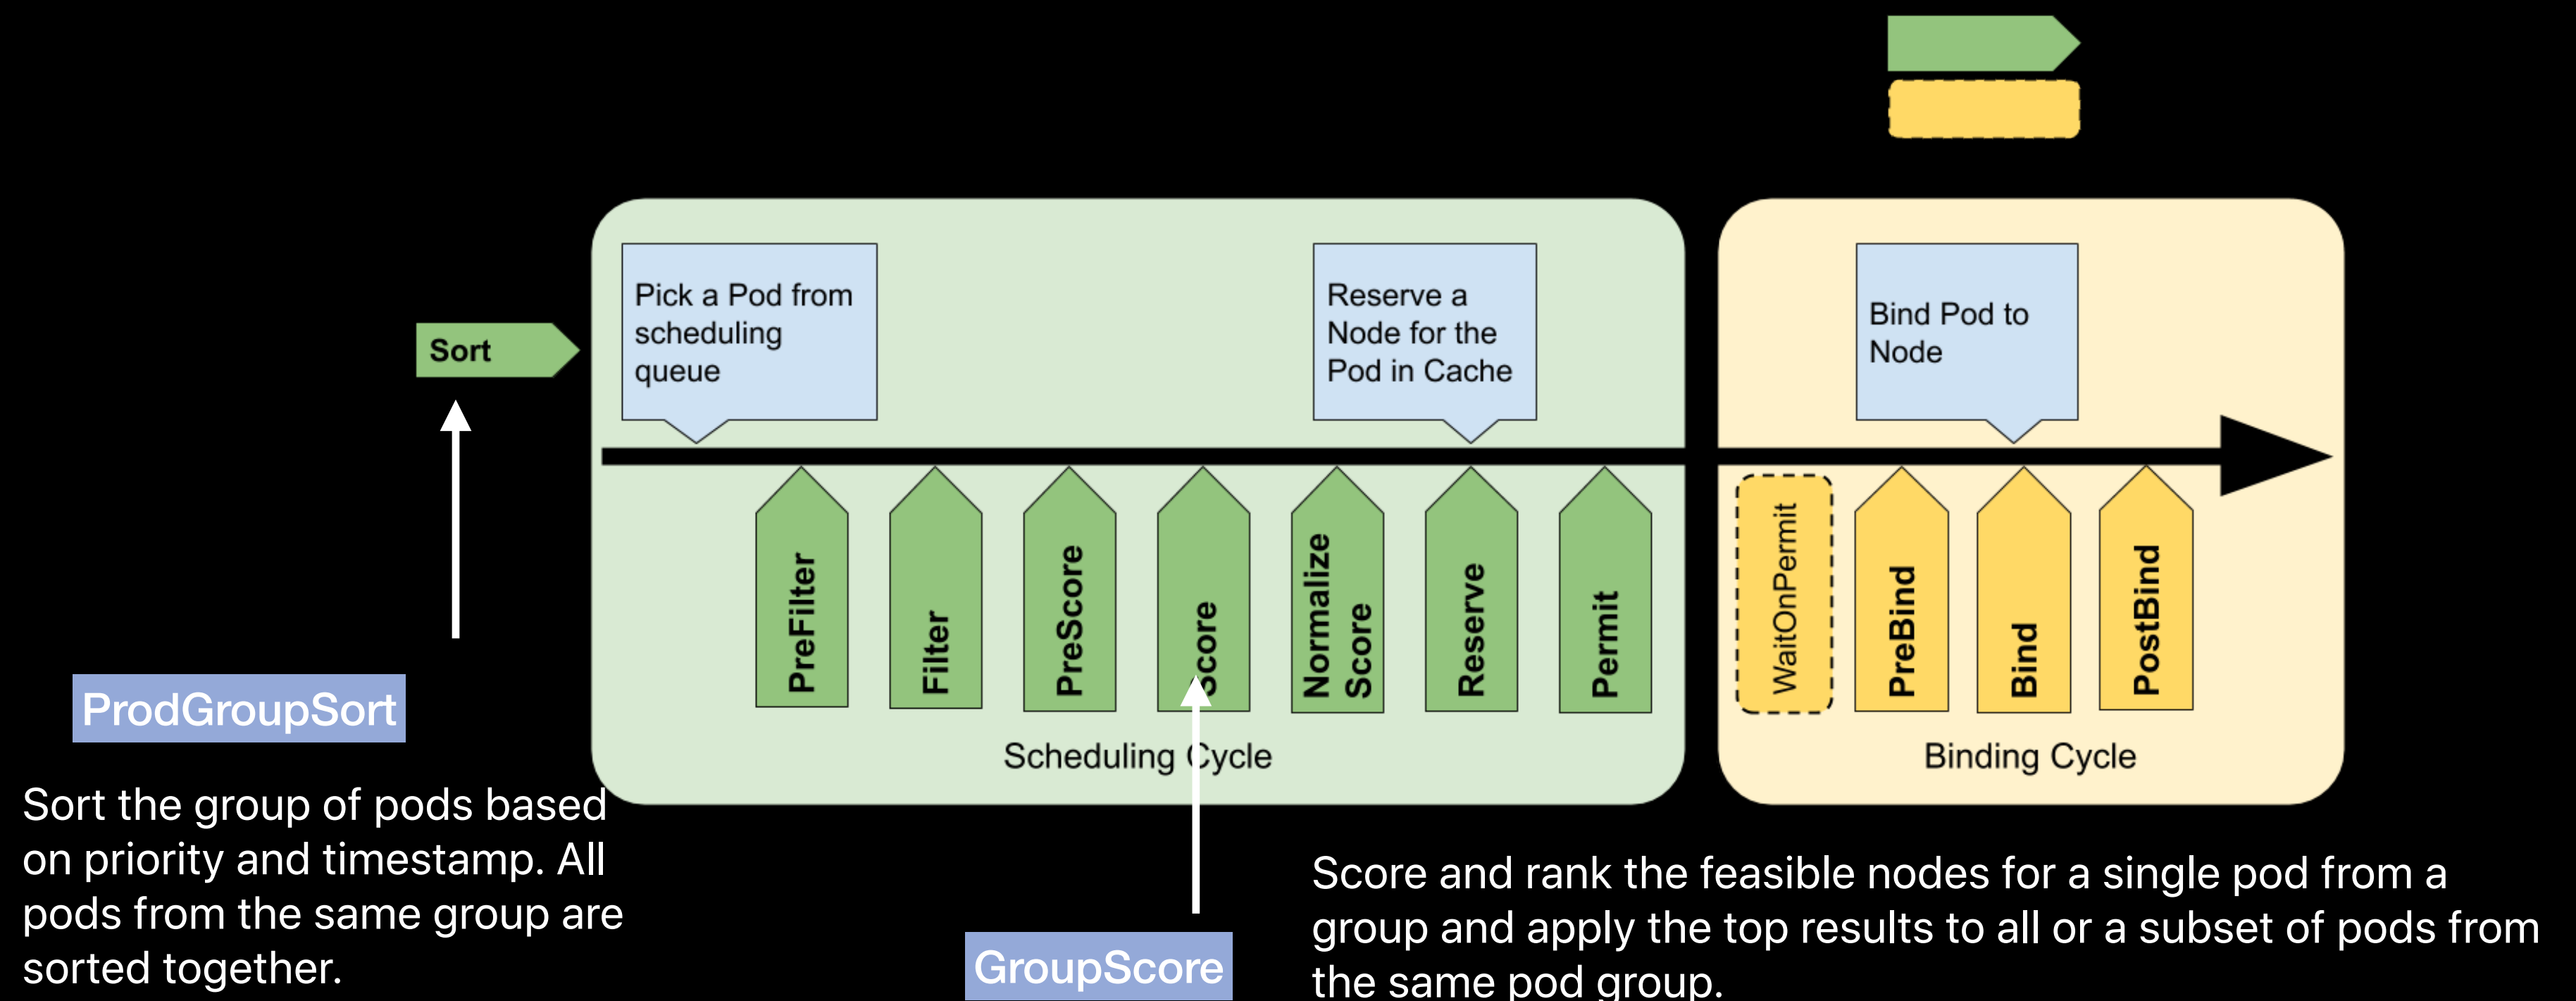 Pick a Pod from
scheduling
queue
Reserve a
Node for the
Pod in Cache
Bind Pod to
Node
Sort
PreFilter
Filter
PreScore
Score
Normalize
Score
Reserve
Permit
WaitOnPermit
PreBind
Bind
PostBind
Scheduling Cycle
Binding Cycle
ProdGroupSort
Sort the group of pods based
on priority and timestamp. All
pods from the same group are
sorted together.
GroupScore
Score and rank the feasible nodes for a single pod from a
group and apply the top results to all or a subset of pods from
the same pod group.